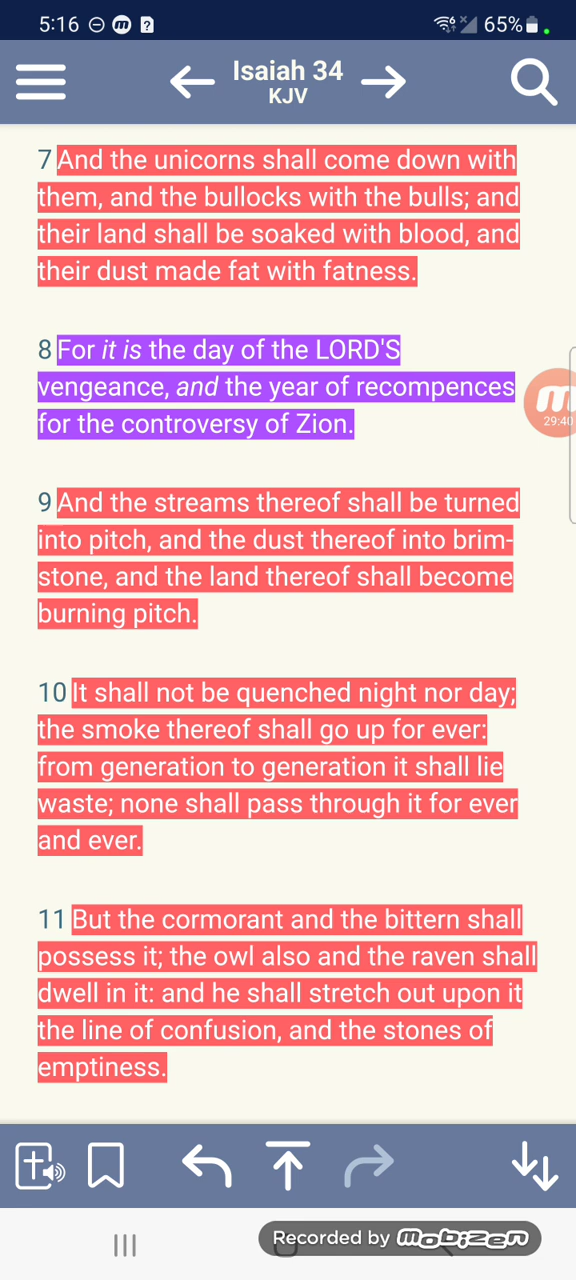 5:16
65%
Isaiah 34
KJV
7 And the unicorns shall come down with
them, and the bullocks with the bulls; and
their land shall be soaked with blood, and
their dust made fat with fatness.
8 For it is the day of the LORD'S
vengeance, and the year of recompences
for the controversy of Zion.
29:40
9 And the streams thereof shall be turned
into pitch, and the dust thereof into brim-
stone, and the land thereof shall become
burning pitch.
10 It shall not be quenched night nor day;
the smoke thereof shall go up for ever:
from generation to generation it shall lie
waste; none shall pass through it for ever
and ever.
11 But the cormorant and the bittern shall
possess it; the owl also and the raven shall
dwell in it: and he shall stretch out upon it
the line of confusion, and the stones of
emptiness.
Recorded by mobizen